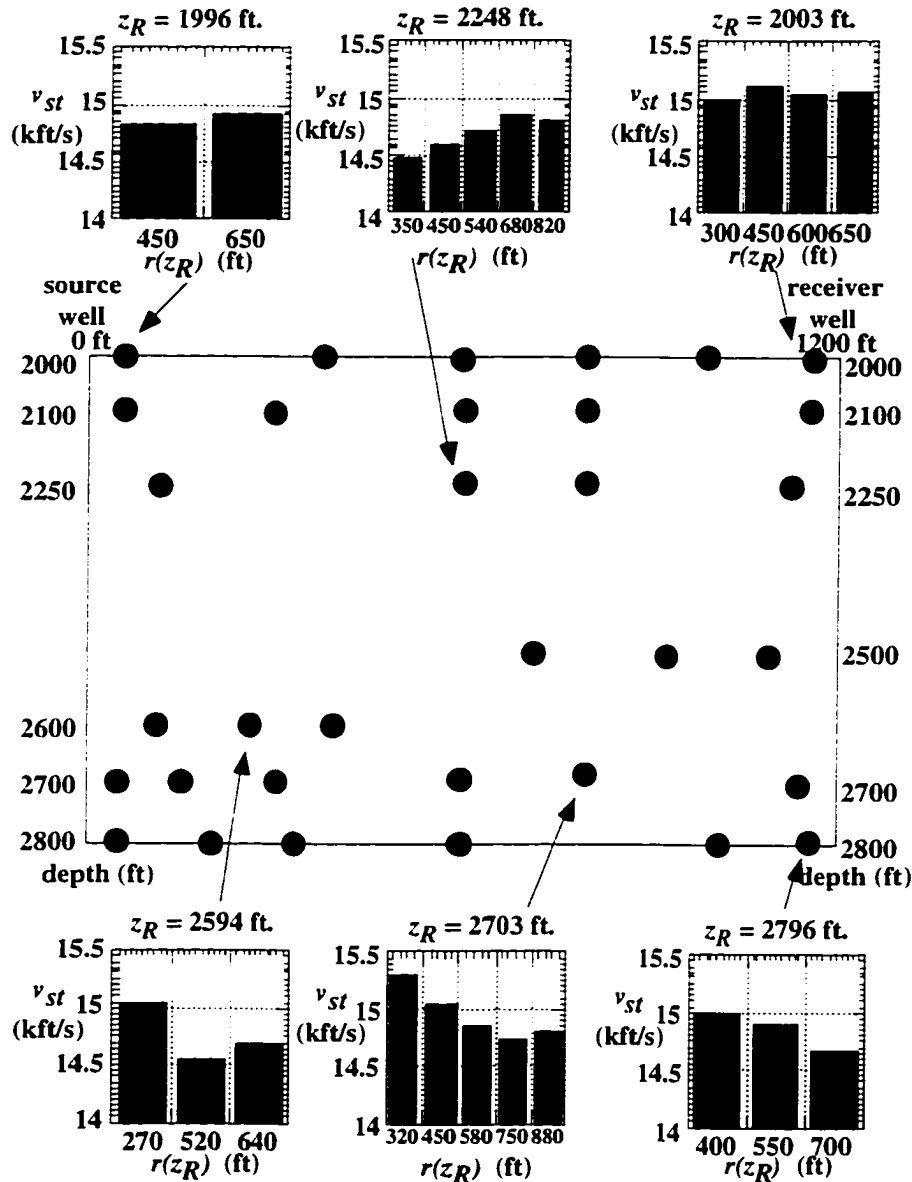 z_R = 1996 ft.
15.5
v_st
15
(kft/s)
14.5
14
450 650
r(z_R) (ft)
z_R = 2248 ft.
15.5
v_st
15
(kft/s)
14.5
14
350 450 540 680 820
r(z_R) (ft)
z_R = 2003 ft.
15.5
v_st
15
(kft/s)
14.5
14
300 450 600 650
r(z_R) (ft)
source
well
0 ft
receiver
well
1200 ft
2000 2000
2100 2100
2250 2250
2500
2600
2700 2700
2800 2800
depth (ft) depth (ft)
z_R = 2594 ft.
15.5
v_st
15
(kft/s)
14.5
14
270 520 640
r(z_R) (ft)
z_R = 2703 ft.
15.5
v_st
15
(kft/s)
14.5
14
320 450 580 750 880
r(z_R) (ft)
z_R = 2796 ft.
15.5
v_st
15
(kft/s)
14.5
14
400 550 700
r(z_R) (ft)